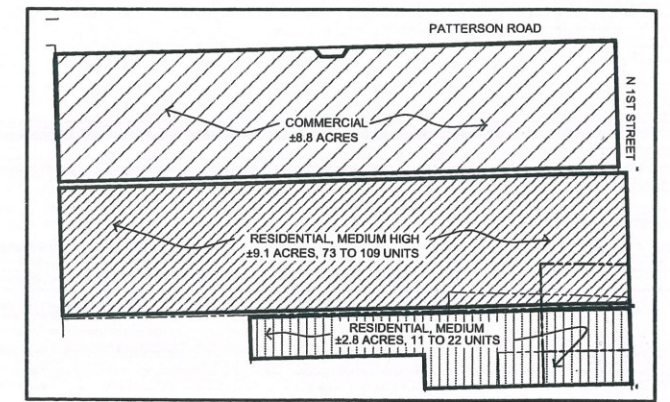 PATTERSON ROAD
N 1ST STREET
COMMERCIAL
±8.8 ACRES
RESIDENTIAL, MEDIUM HIGH
±9.1 ACRES, 73 TO 109 UNITS
RESIDENTIAL, MEDIUM
±2.8 ACRES, 11 TO 22 UNITS